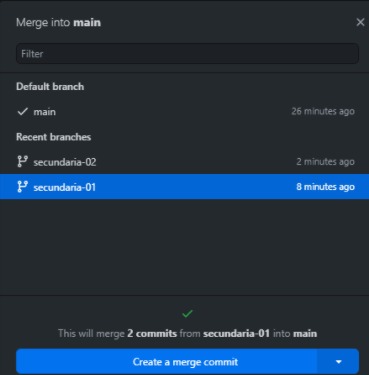 Merge into main
Filter
Default branch
main 26 minutes ago
Recent branches
secundaria-02 2 minutes ago
secundaria-01 8 minutes ago
This will merge 2 commits from secundaria-01 into main
Create a merge commit